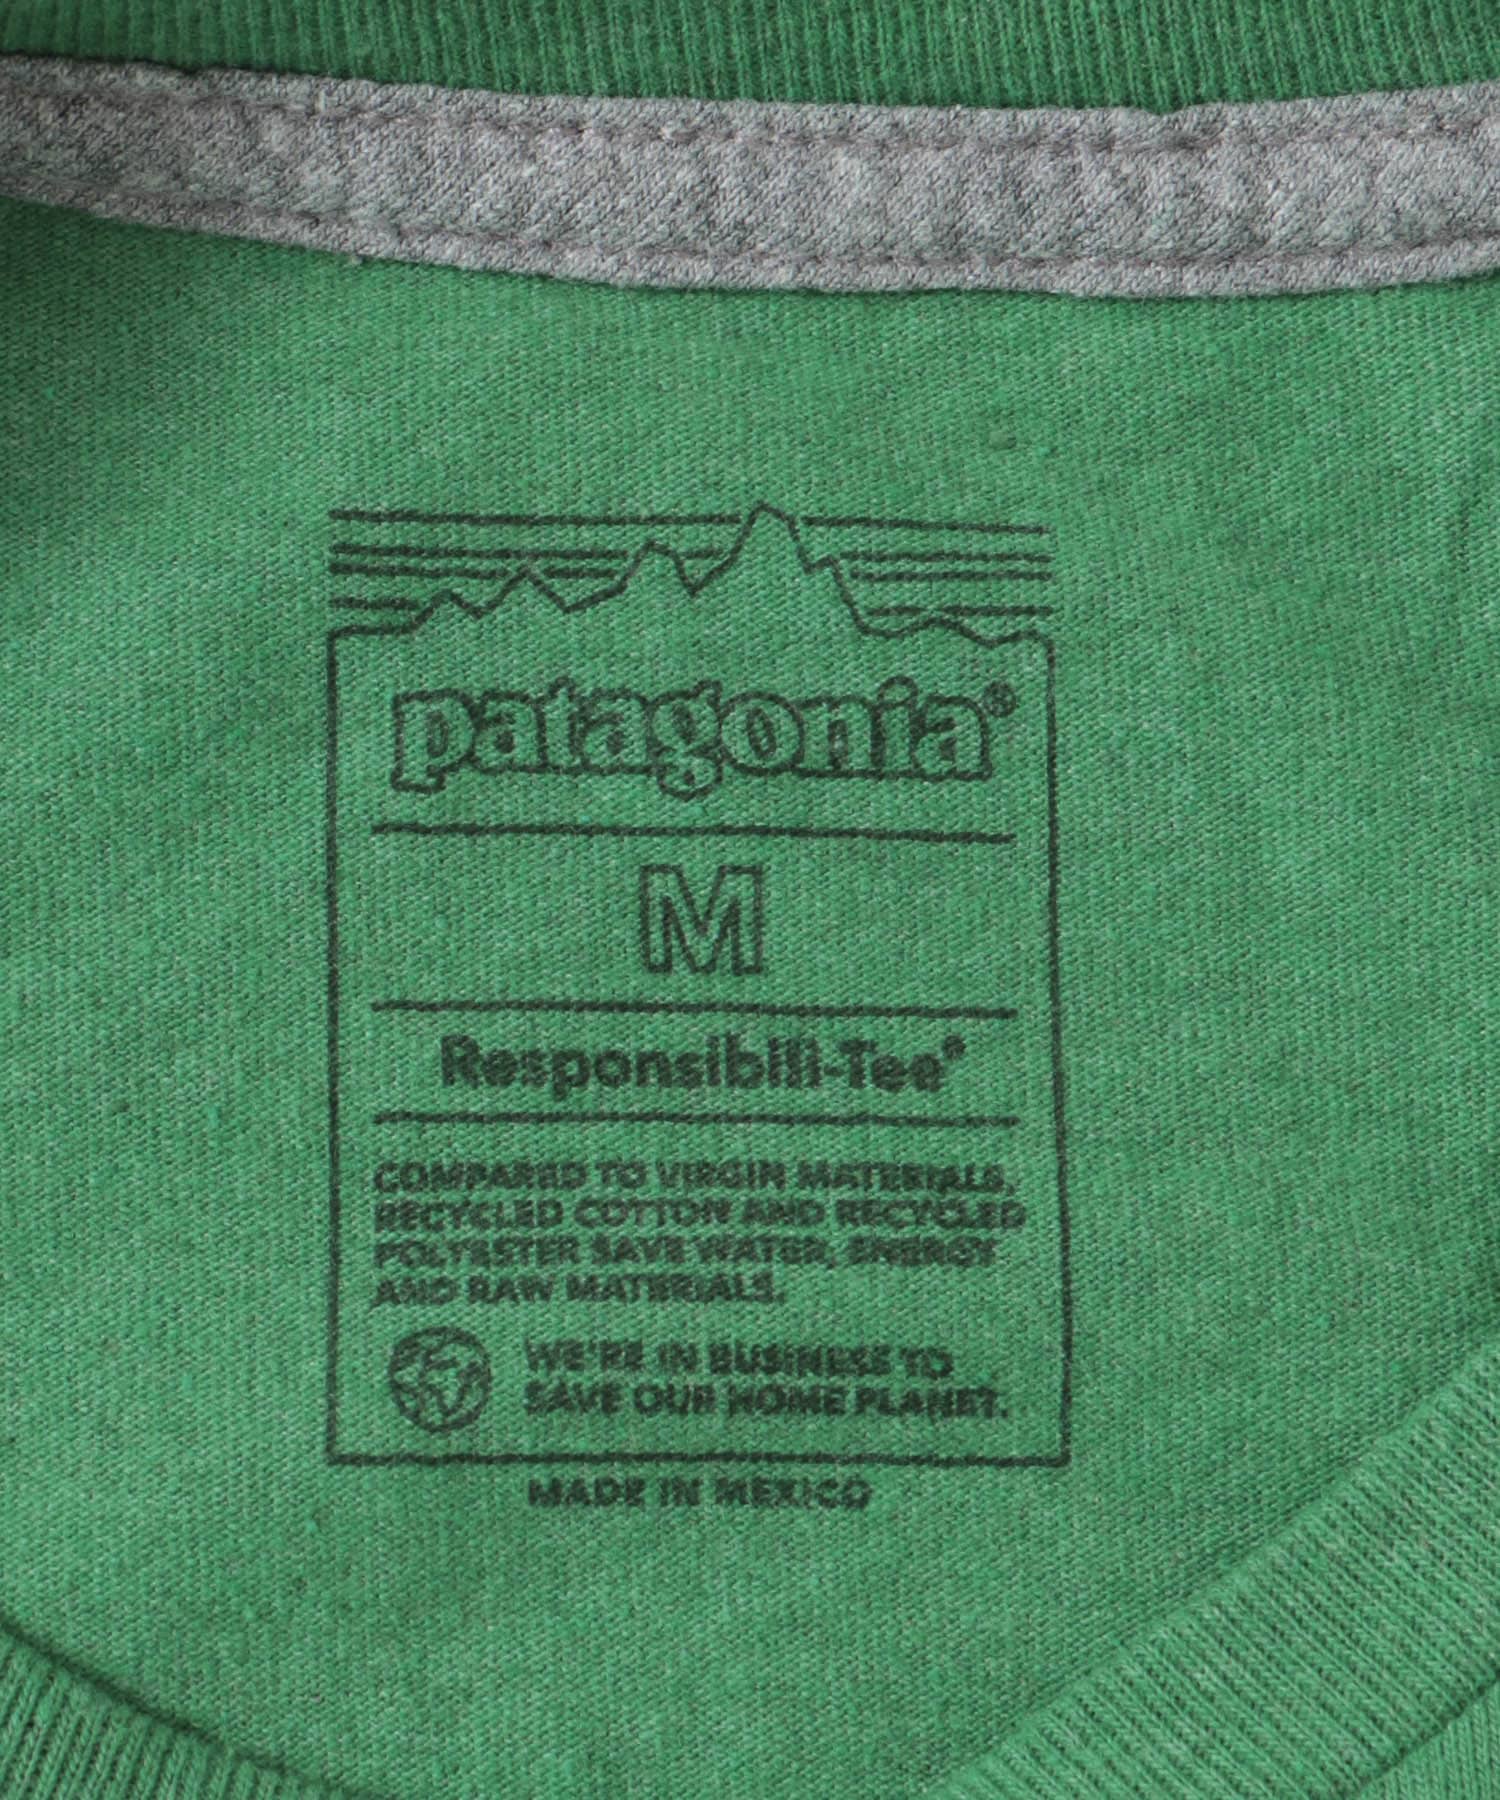 patagonia®
M
Responsibili-Tee®
COMPARED TO VIRGIN MATERIALS,
RECYCLED COTTON AND RECYCLED
POLYESTER SAVE WATER, ENERGY
AND RAW MATERIALS.
WE'RE IN BUSINESS TO
SAVE OUR HOME PLANET.
MADE IN MEXICO